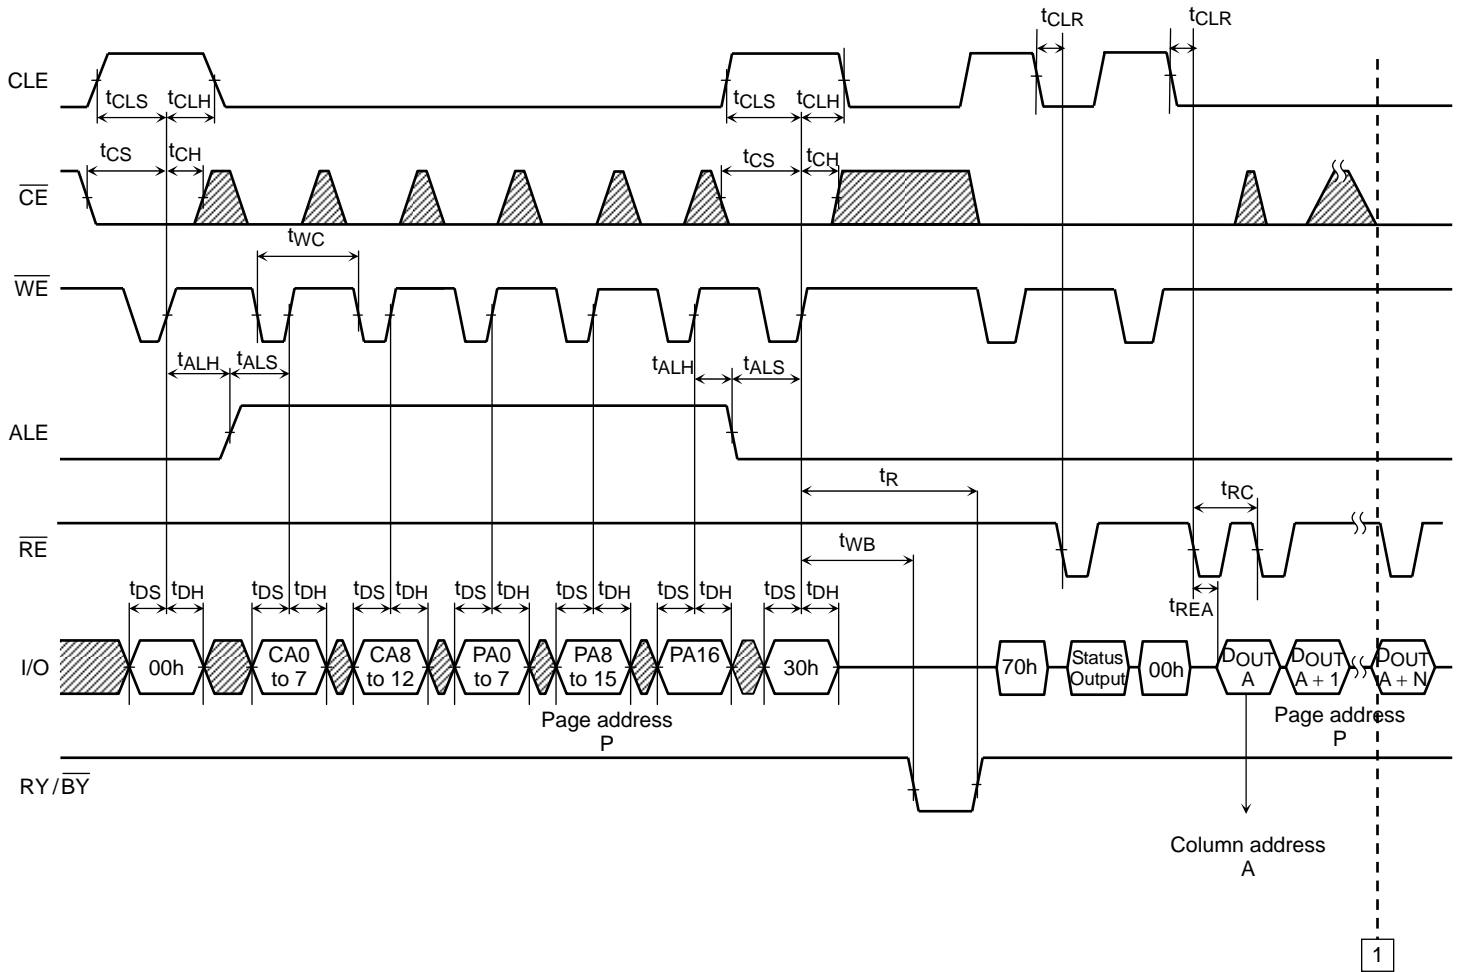 tCLR tCLR
CLE
tCLS tCLH tCLS tCLH
tCS tCH tCS tCH
CE
tWC
WE
tALH tALS tALH tALS
ALE
tR
tRC
RE
tWB
tDS tDH tDS tDH tDS tDH tDS tDH tDS tDH tDS tDH tDS tDH
tREA
I/O
00h
CA0
to 7
CA8
to 12
PA0
to 7
PA8
to 15
PA16
30h
70h
Status
Output
00h
DOUT
A
DOUT
A + 1
DOUT
A + N
Page address
P
Page address
P
RY/BY
Column address
A
1